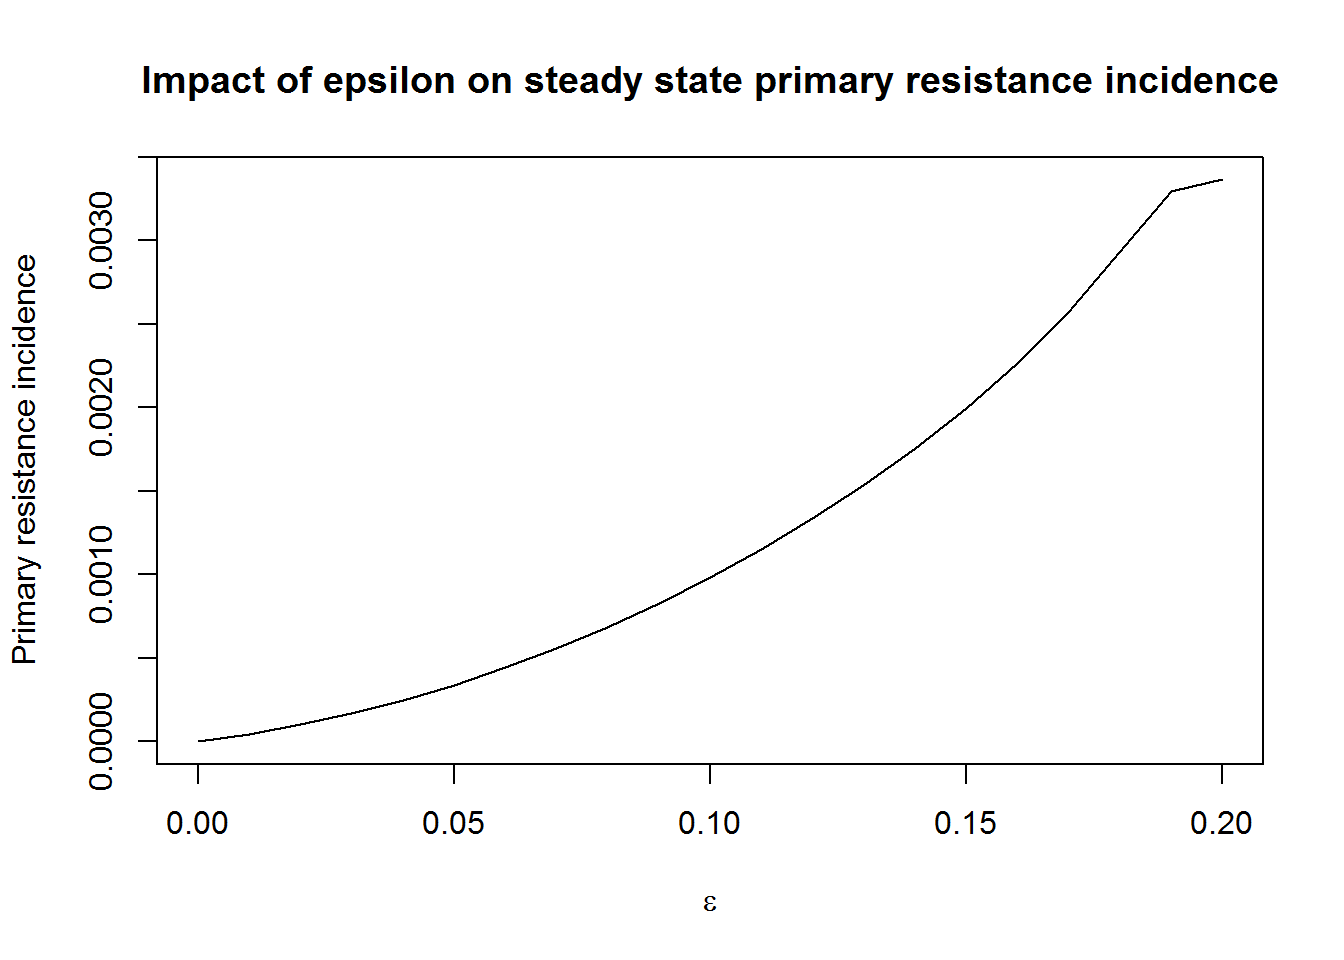 Impact of epsilon on steady state primary resistance incidence
Primary resistance incidence
0.0030
0.0020
0.0010
0.0000
0.00 0.05 0.10 0.15 0.20
ε